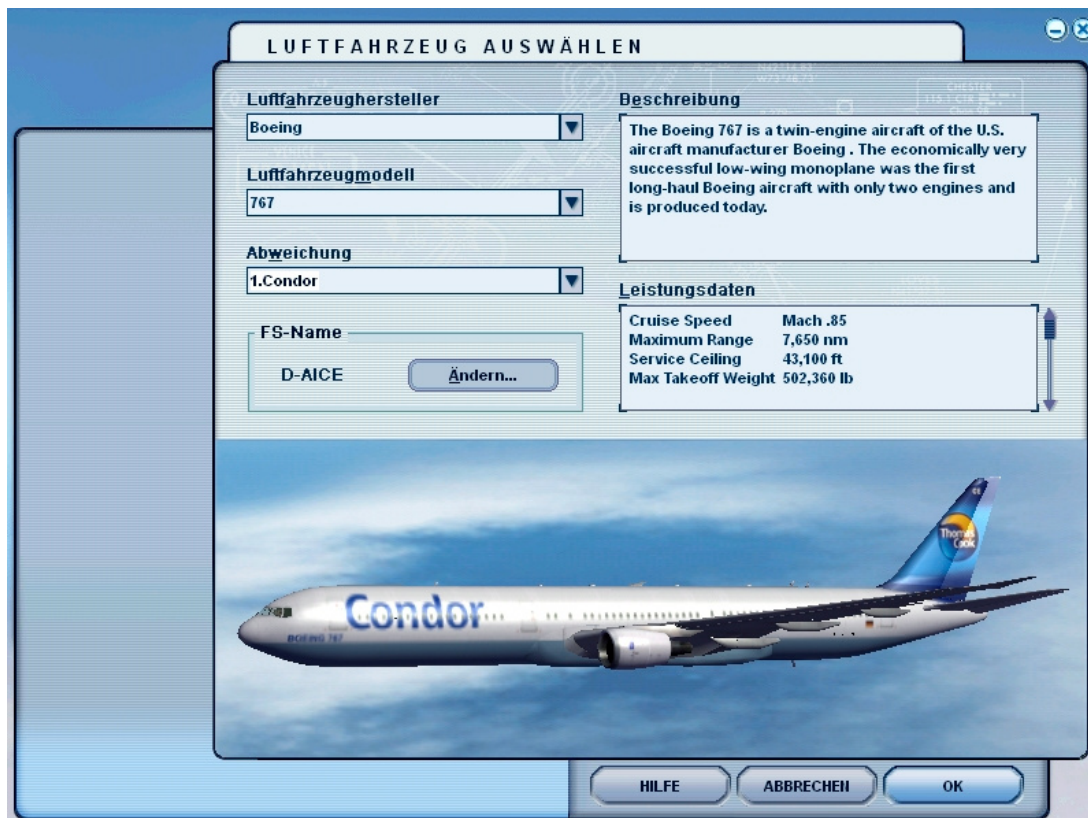 LUFTFAHRZEUG AUSWÄHLEN
Luftfahrzeughersteller
Boeing
Luftfahrzeugmodell
767
Abweichung
1.Condor
FS-Name
D-AICE
Ändern...
Beschreibung
The Boeing 767 is a twin-engine aircraft of the U.S.
aircraft manufacturer Boeing . The economically very
successful low-wing monoplane was the first
long-haul Boeing aircraft with only two engines and
is produced today.
Leistungsdaten
Cruise Speed Mach .85
Maximum Range 7,650 nm
Service Ceiling 43,100 ft
Max Takeoff Weight 502,360 lb
Thomas
Cook
Condor
BOEING 767
HILFE
ABBRECHEN
OK